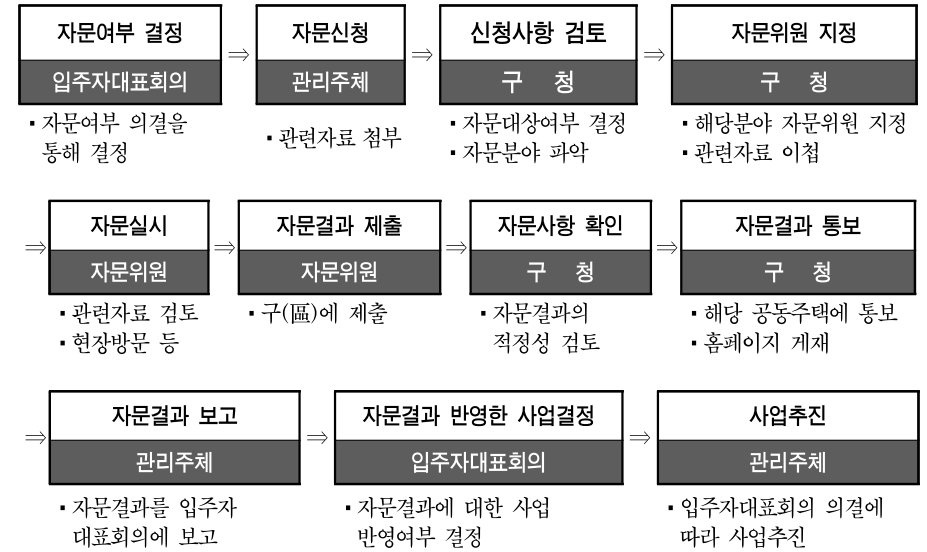 자문여부 결정
입주자대표회의
▪ 자문여부 의결을
통해 결정
⇒
자문신청
관리주체
▪ 관련자료 첨부
⇒
신청사항 검토
구 청
▪ 자문대상여부 결정
▪ 자문분야 파악
⇒
자문위원 지정
구 청
▪ 해당분야 자문위원 지정
▪ 관련자료 이첩
⇒
자문실시
자문위원
▪ 관련자료 검토
▪ 현장방문 등
⇒
자문결과 제출
자문위원
▪ 구(區)에 제출
⇒
자문사항 확인
구 청
▪ 자문결과의
적정성 검토
⇒
자문결과 통보
구 청
▪ 해당 공동주택에 통보
▪ 홈페이지 게재
⇒
자문결과 보고
관리주체
▪ 자문결과를 입주자
대표회의에 보고
⇒
자문결과 반영한 사업결정
입주자대표회의
▪ 자문결과에 대한 사업
반영여부 결정
⇒
사업추진
관리주체
▪ 입주자대표회의 의결에
따라 사업추진